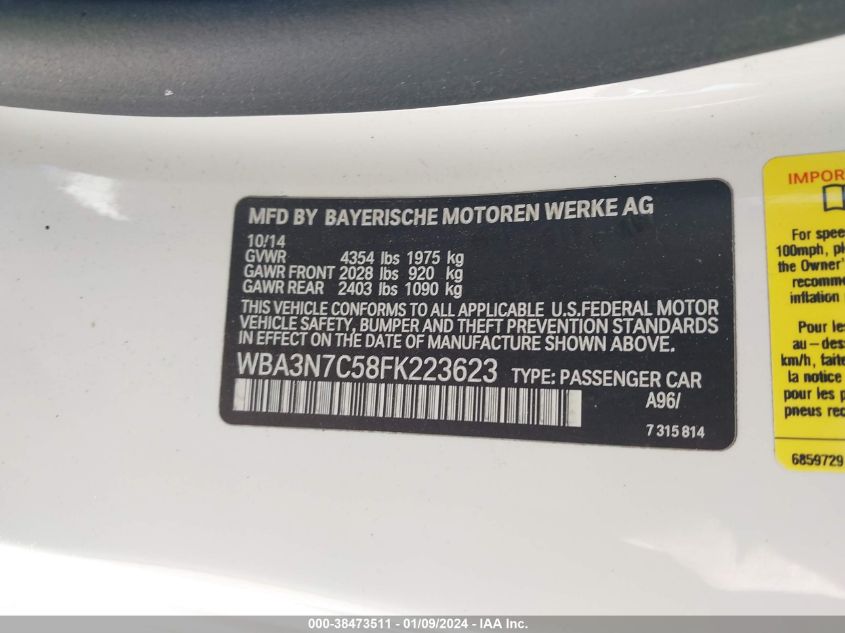 MFD BY BAYERISCHE MOTOREN WERKE AG
10/14
GVWR 4354 lbs 1975 kg
GAWR FRONT 2028 lbs 920 kg
GAWR REAR 2403 lbs 1090 kg
THIS VEHICLE CONFORMS TO ALL APPLICABLE U.S.FEDERAL MOTOR
VEHICLE SAFETY, BUMPER AND THEFT PREVENTION STANDARDS
IN EFFECT ON THE DATE OF MANUFACTURE SHOWN ABOVE.
WBA3N7C58FK223623 TYPE: PASSENGER CAR
A96/
7 315 814
IMPOR
For spee
100mph, pl
the Owner'
recomme
inflation
Pour les
au-dess
km/h, faite
la notice
pour les p
pneus rec
6859729
000-38473511 - 01/09/2024 - IAA Inc.